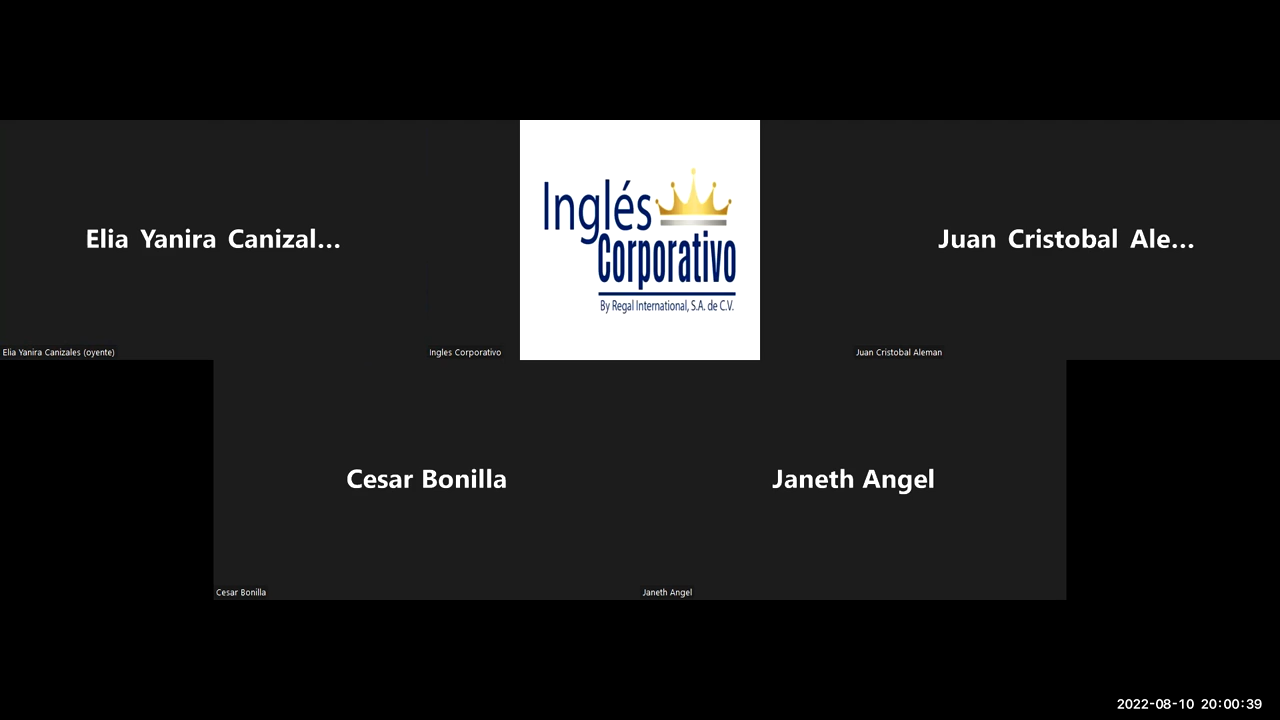 Elia Yanira Canizal...
Elia Yanira Canizales (oyente)
Inglés
Corporativo
By Regal International, S.A. de C.V.
Ingles Corporativo
Juan Cristobal Ale...
Juan Cristobal Aleman
Cesar Bonilla
Cesar Bonilla
Janeth Angel
Janeth Angel
2022-08-10 20:00:39